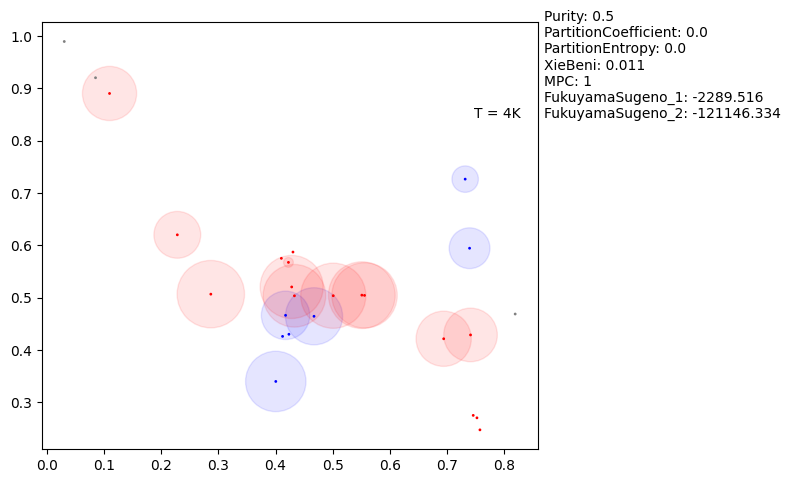 Purity: 0.5
PartitionCoefficient: 0.0
PartitionEntropy: 0.0
XieBeni: 0.011
MPC: 1
FukuyamaSugeno_1: -2289.516
FukuyamaSugeno_2: -121146.334
T = 4K
1.0
0.9
0.8
0.7
0.6
0.5
0.4
0.3
0.0 0.1 0.2 0.3 0.4 0.5 0.6 0.7 0.8